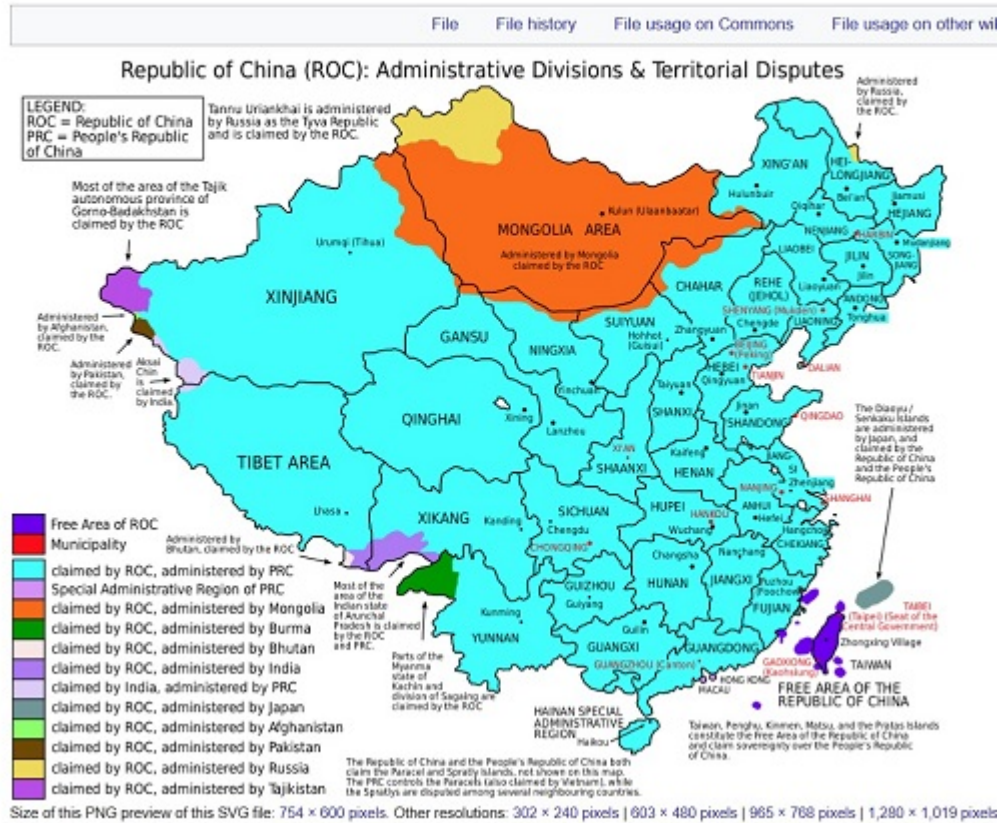 File File history File usage on Commons File usage on other wil
Republic of China (ROC): Administrative Divisions & Territorial Disputes
LEGEND:
ROC = Republic of China
PRC = People's Republic
of China
Tannu Uriankhai is administered
by Russia as the Tyva Republic
and is claimed by the ROC.
Administered
by Russia,
claimed by
the ROC.
Most of the area of the Tajik
autonomous province of
Gorno-Badakhstan is
claimed by the ROC
Administered
by Afghanistan,
claimed by the
ROC.
Administered
by Pakistan,
claimed by
the ROC.
Aksai
Chin
is
claimed
by India.
XING'AN
Hulunbuir
HEI-
LONGJIANG
Bei'an
Jiamusi
HEJIANG
Qiqihar
NENJIANG
HARBIN
Mudanjiang
SONG-
JIANG
LIAOBEI
JILIN
Jilin
Kulun (Ulaanbaatar)
MONGOLIA AREA
Administered by Mongolia
claimed by the ROC
Urumqi (Tihua)
XINJIANG
CHAHAR
REHE
(JEHOL)
Liaoyuan
ANDONG
Tonghua
SHENYANG (Mukden)
LIAONING
Chengde
GANSU
SUIYUAN
Hohhot
(Guisui)
Zhangyuan
NINGXIA
BEIJING
(Peking)
HEBEI
Qingyuan
TIANJIN
DALIAN
Yinchuan
Taiyuan
SHANXI
Jinan
SHANDONG
QINGDAO
QINGHAI
Xining
Lanzhou
The Diaoyu /
Senkaku Islands
are administered
by Japan, and
claimed by the
Republic of China
and the People's
Republic of China
XI'AN
SHAANXI
Kaifeng
HENAN
JIANG-
SI
Zhenjiang
NANJING
SHANGHAI
TIBET AREA
Lhasa
XIKANG
Kanding
SICHUAN
Chengdu
CHONGQING
HUPEI
HANKOU
Wuchang
ANHUI
Hefei
Hangzhou
CHEKIANG
Administered by
Bhutan, claimed by the ROC
Most of the
area of the
Indian state
of Arunchal
Pradesh is claimed
by the ROC
and PRC.
Parts of the
Myanma
state of
Kachin and
division of Sagaing are
claimed by the ROC
Changsha
HUNAN
Nanchang
JIANGXI
GUIZHOU
Guiyang
Fuzhou
(Foochow)
FUJIAN
Kunming
YUNNAN
Guilin
GUANGXI
GUANGDONG
GUANGZHOU (Canton)
HONG KONG
MACAU
TAIBEI
(Taipei) (Seat of the
Central Government)
Zhongxing Village
TAIWAN
GAOXIONG
(Kaohsiung)
FREE AREA OF THE
REPUBLIC OF CHINA
HAINAN SPECIAL
ADMINISTRATIVE
REGION
Haikou
Taiwan, Penghu, Kinmen, Matsu, and the Pratas Islands
constitute the Free Area of the Republic of China
and claim sovereignty over the People's Republic
of China.
The Republic of China and the People's Republic of China both
claim the Paracel and Spratly Islands, not shown on this map.
The PRC controls the Paracels (also claimed by Vietnam), while
the Spratlys are disputed among several neighbouring countries.
Free Area of ROC
Municipality
claimed by ROC, administered by PRC
Special Administrative Region of PRC
claimed by ROC, administered by Mongolia
claimed by ROC, administered by Burma
claimed by ROC, administered by Bhutan
claimed by ROC, administered by India
claimed by India, administered by PRC
claimed by ROC, administered by Japan
claimed by ROC, administered by Afghanistan
claimed by ROC, administered by Pakistan
claimed by ROC, administered by Russia
claimed by ROC, administered by Tajikistan
Size of this PNG preview of this SVG file: 754 × 600 pixels. Other resolutions: 302 × 240 pixels | 603 × 480 pixels | 965 × 768 pixels | 1,280 × 1,019 pixels